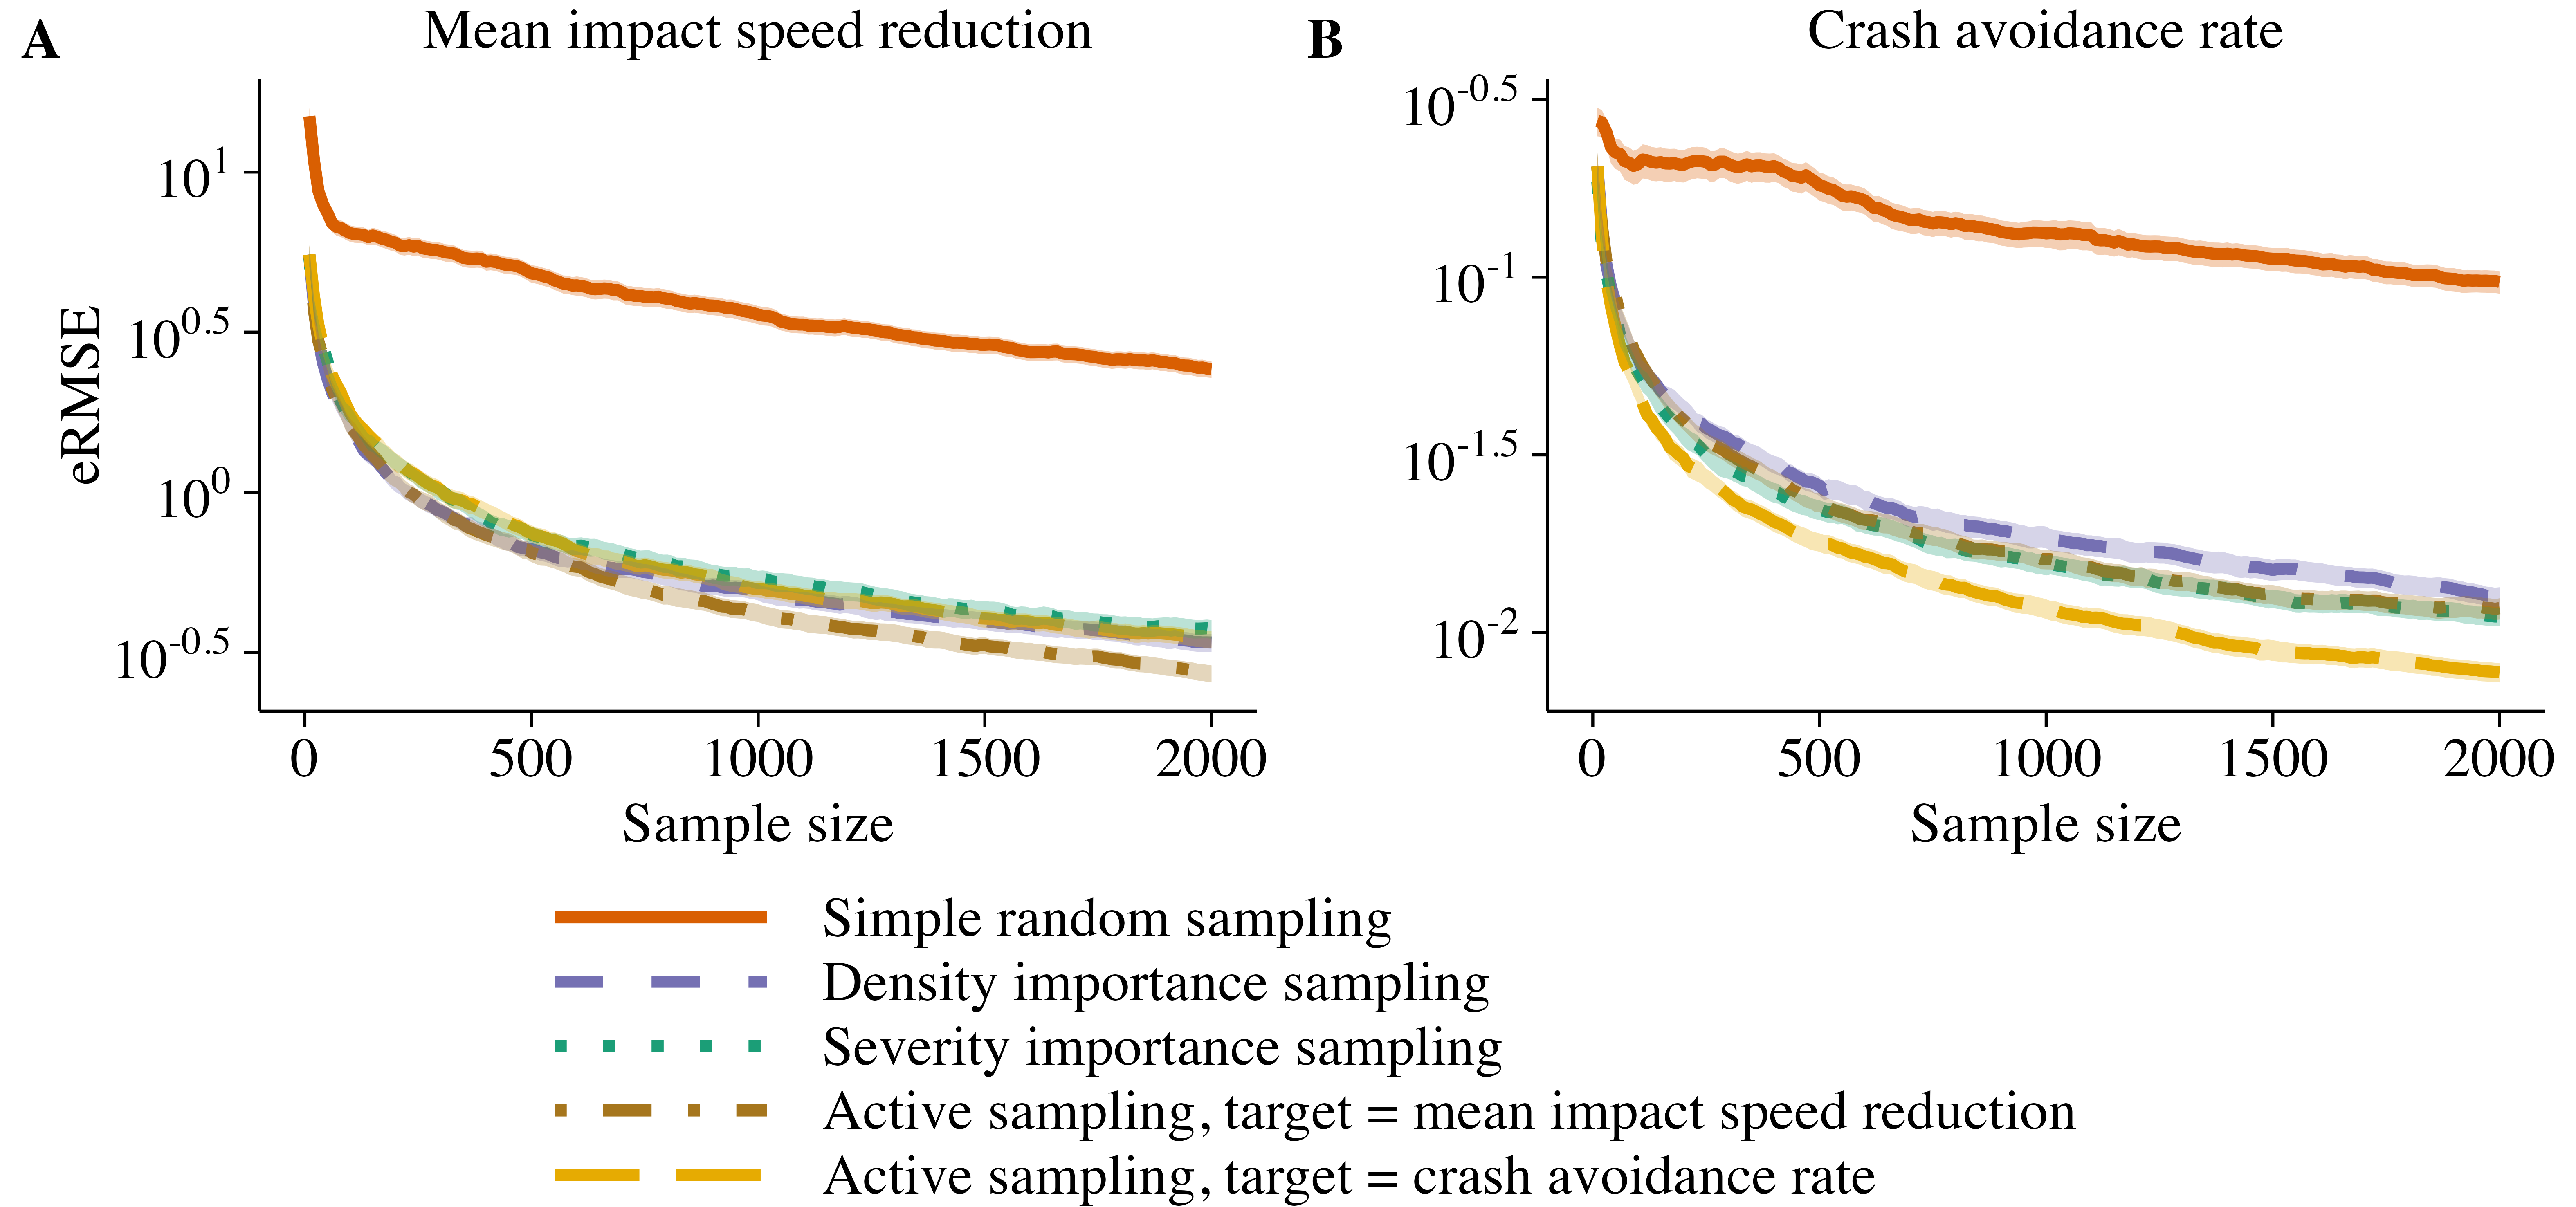 A Mean impact speed reduction
eRMSE
10^1
10^0.5
10^0
10^-0.5
0 500 1000 1500 2000
Sample size
B Crash avoidance rate
10^-0.5
10^-1
10^-1.5
10^-2
0 500 1000 1500 2000
Sample size
Simple random sampling
Density importance sampling
Severity importance sampling
Active sampling, target = mean impact speed reduction
Active sampling, target = crash avoidance rate